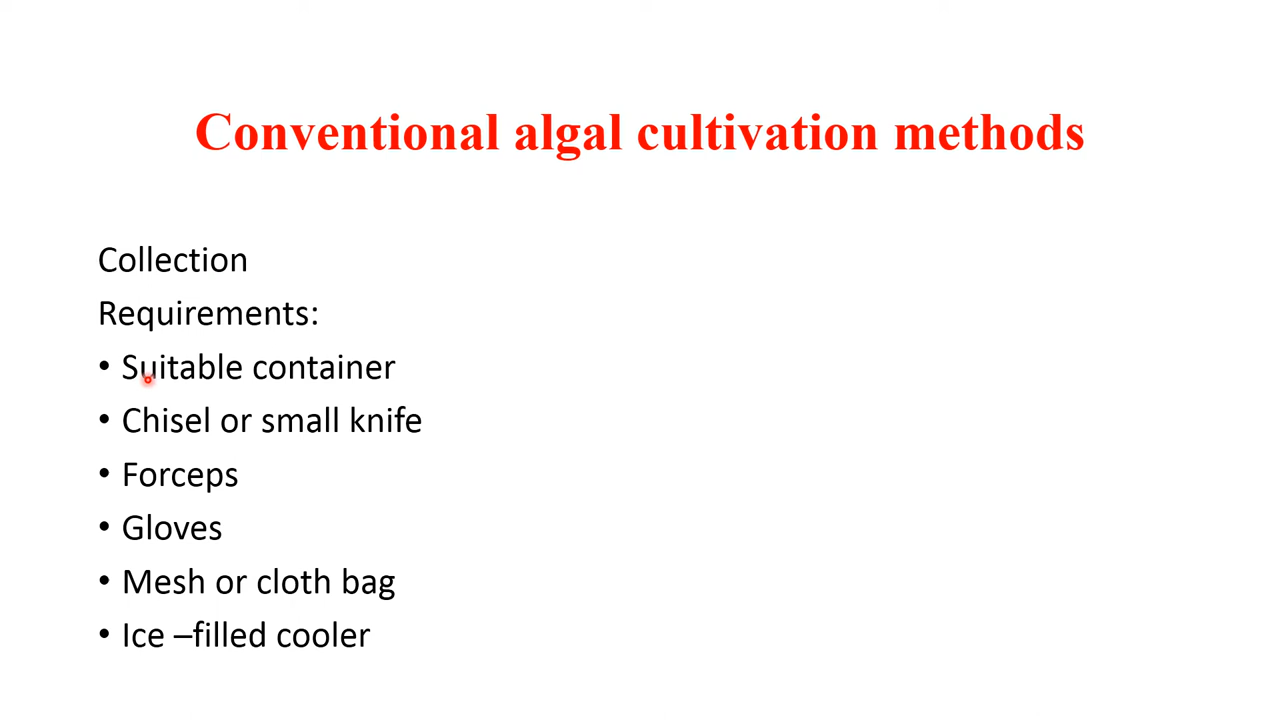 Conventional algal cultivation methods
Collection
Requirements:
• Suitable container
• Chisel or small knife
• Forceps
• Gloves
• Mesh or cloth bag
• Ice –filled cooler